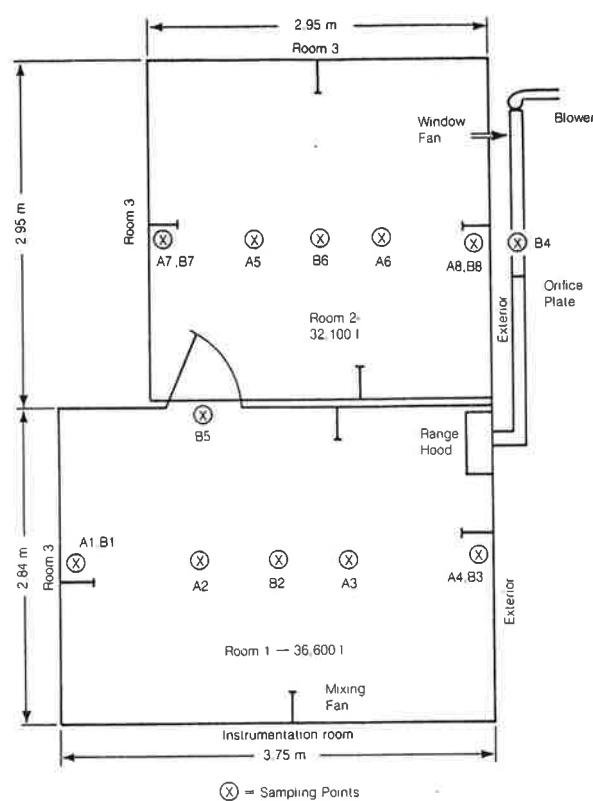 2.95 m
Room 3
Blower
Window
Fan
2.95 m
Room 3
A7,B7
A5
B6
A6
A8,B8
B4
Orifice
Plate
Exterior
Room 2-
32,100 l
B5
Range
Hood
2.84 m
Room 3
A1,B1
A2
B2
A3
A4,B3
Exterior
Room 1 — 36,600 l
Mixing
Fan
Instrumentation room
3.75 m
X = Sampling Points